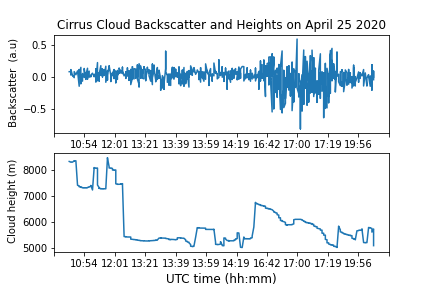 Cirrus Cloud Backscatter and Heights on April 25 2020
Backscatter (a.u)
0.5
0.0
−0.5
10:54 12:01 13:21 13:39 13:59 14:19 16:42 17:00 17:19 19:56
Cloud height (m)
8000
7000
6000
5000
10:54 12:01 13:21 13:39 13:59 14:19 16:42 17:00 17:19 19:56
UTC time (hh:mm)